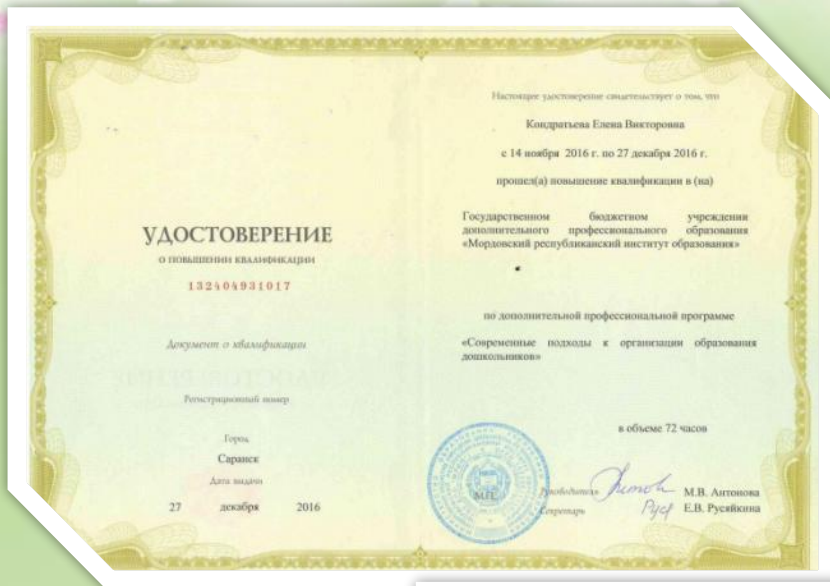 УДОСТОВЕРЕНИЕ
О ПОВЫШЕНИИ КВАЛИФИКАЦИИ
132404931017
Документ о квалификации
Регистрационный номер
Город
Саранск
Дата выдачи
27 декабря 2016
Настоящее удостоверение свидетельствует о том, что
Кондратьева Елена Викторовна
с 14 ноября 2016 г. по 27 декабря 2016 г.
прошел(а) повышение квалификации в (на)
Государственном бюджетном учреждении
дополнительного профессионального образования
«Мордовский республиканский институт образования»
по дополнительной профессиональной программе
«Современные подходы к организации образования
дошкольников»
в объеме 72 часов
М.П.
Руководитель М.В. Антонова
Секретарь Е.В. Русяйкина